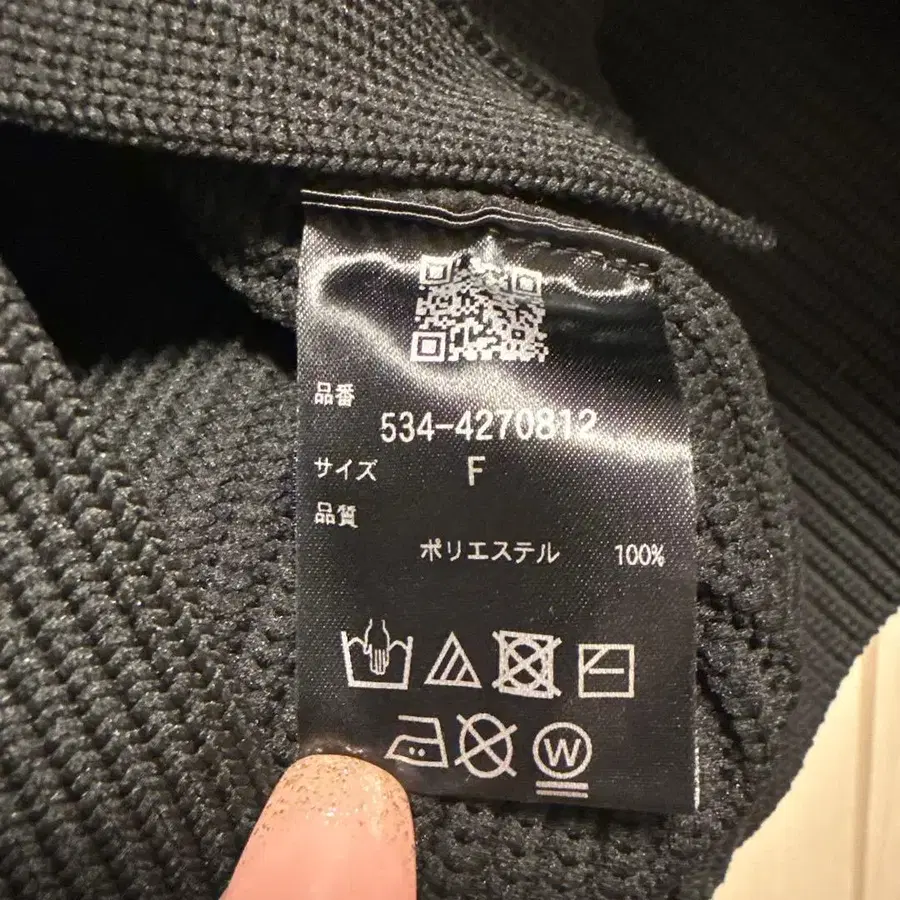 品番
534-4270812
サイズ F
品質
ポリエステル 100%
W